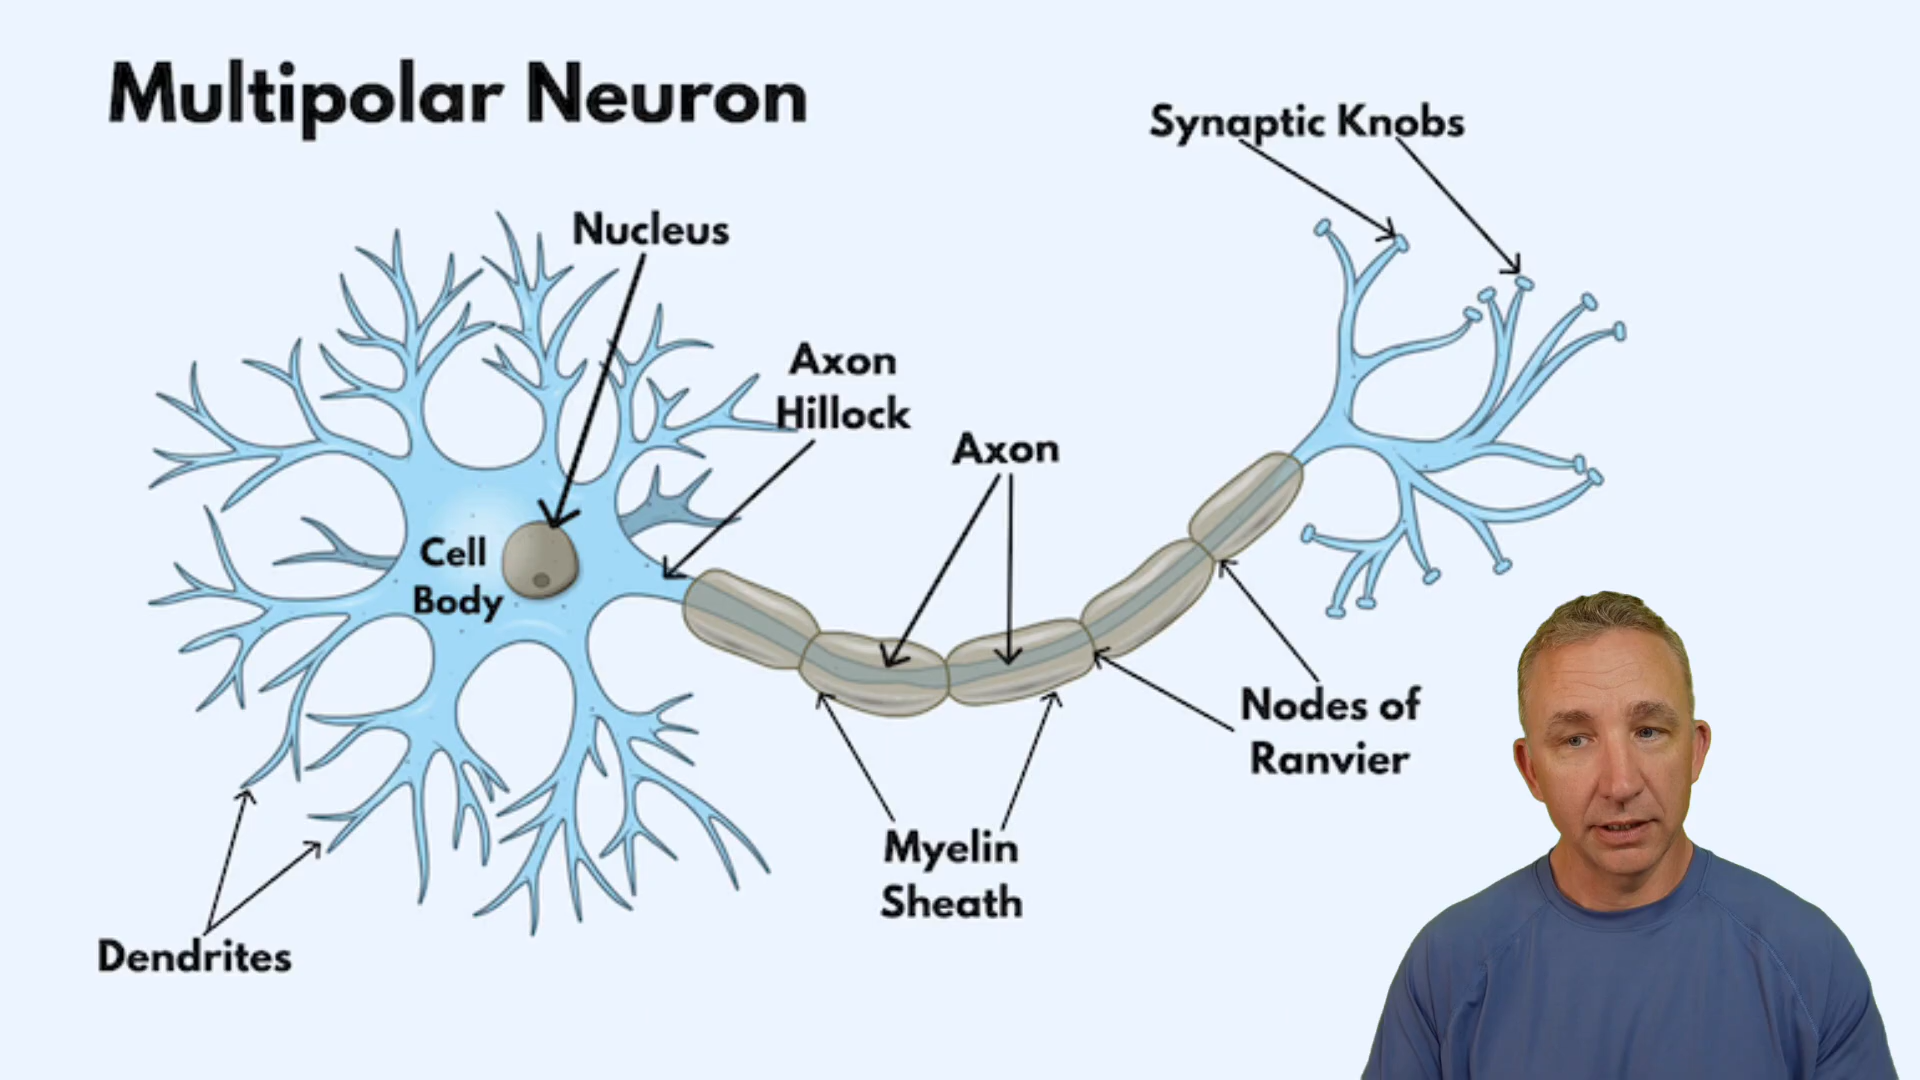 Multipolar Neuron
Synaptic Knobs
Nucleus
Axon
Hillock
Axon
Cell
Body
Nodes of
Ranvier
Myelin
Sheath
Dendrites